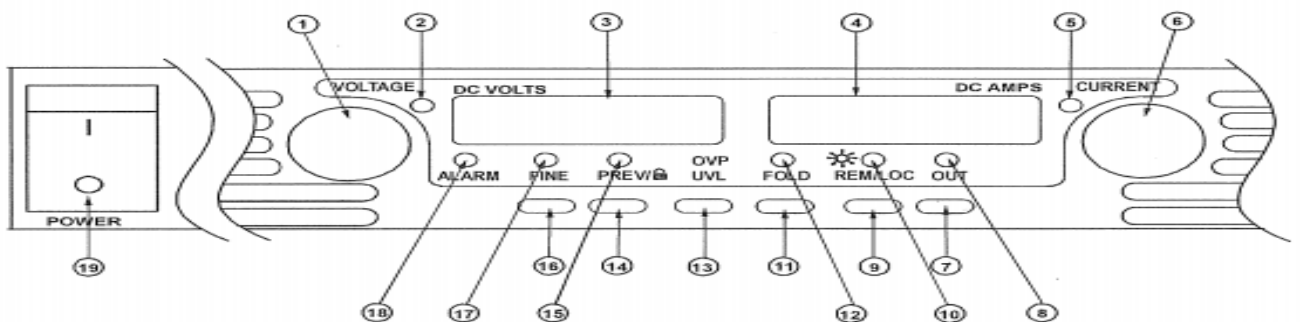 1 2 3 4 5 6
VOLTAGE DC VOLTS DC AMPS CURRENT
I
OVP
ALARM FINE PREV/ UVL FOLD REM/LOC OUT
POWER
19 16 14 13 11 9 7
18 17 15 12 10 8